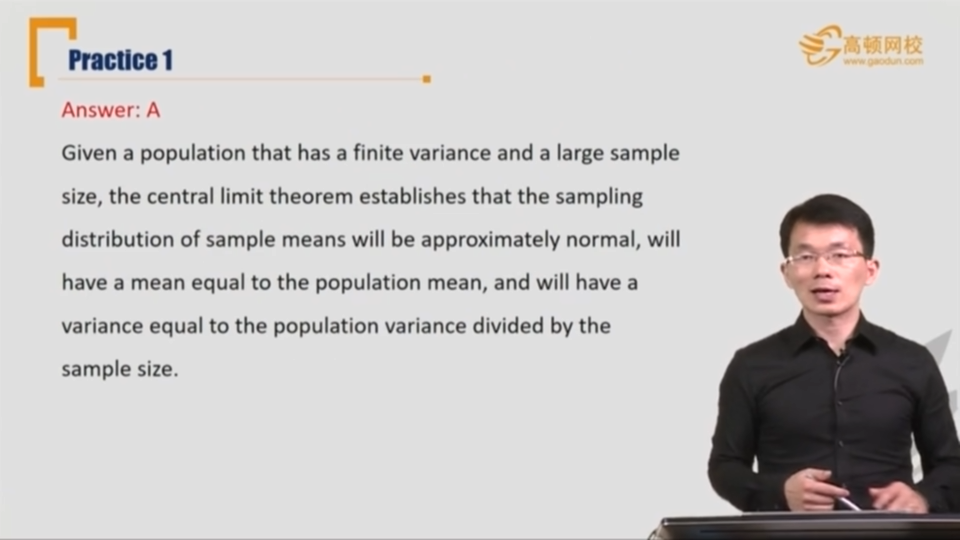 Practice 1
高顿网校
www.gaodun.com
Answer: A
Given a population that has a finite variance and a large sample
size, the central limit theorem establishes that the sampling
distribution of sample means will be approximately normal, will
have a mean equal to the population mean, and will have a
variance equal to the population variance divided by the
sample size.